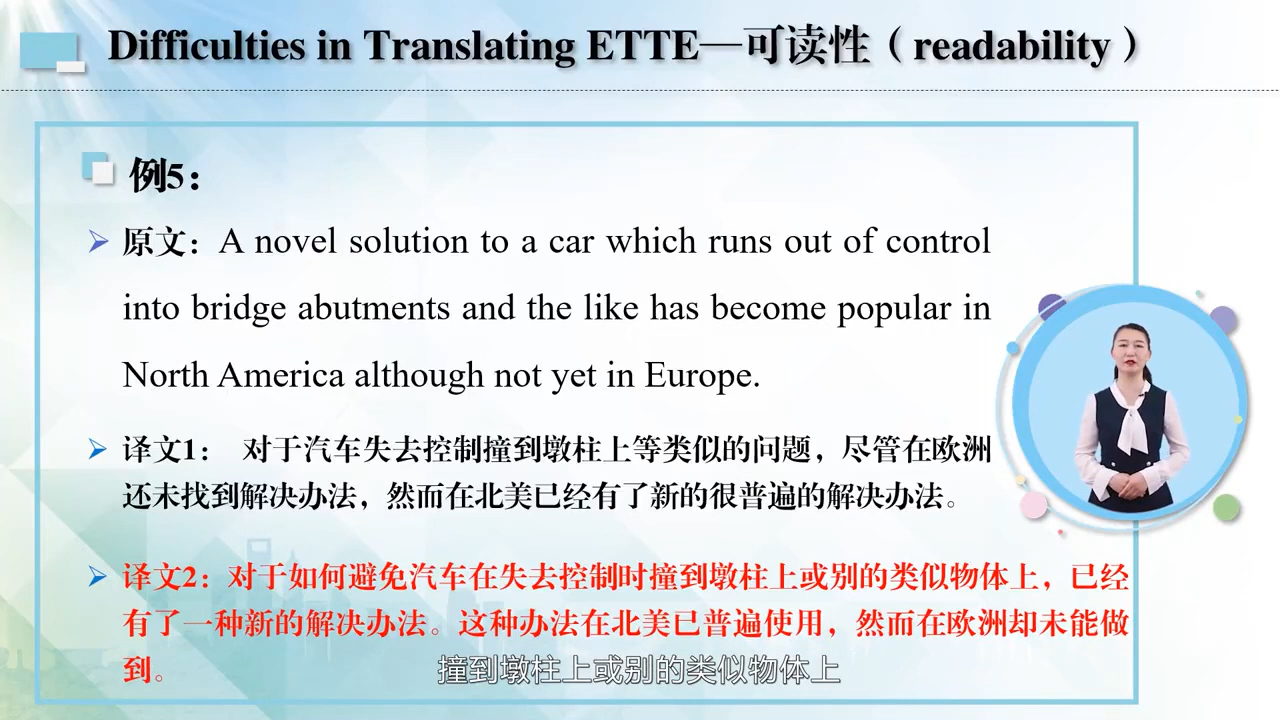 Difficulties in Translating ETTE—可读性（readability）
例5：
原文：A novel solution to a car which runs out of control
into bridge abutments and the like has become popular in
North America although not yet in Europe.
译文1： 对于汽车失去控制撞到墩柱上等类似的问题，尽管在欧洲
还未找到解决办法，然而在北美已经有了新的很普遍的解决办法。
译文2：对于如何避免汽车在失去控制时撞到墩柱上或别的类似物体上，已经
有了一种新的解决办法。这种办法在北美已普遍使用，然而在欧洲却未能做
到。
撞到墩柱上或别的类似物体上